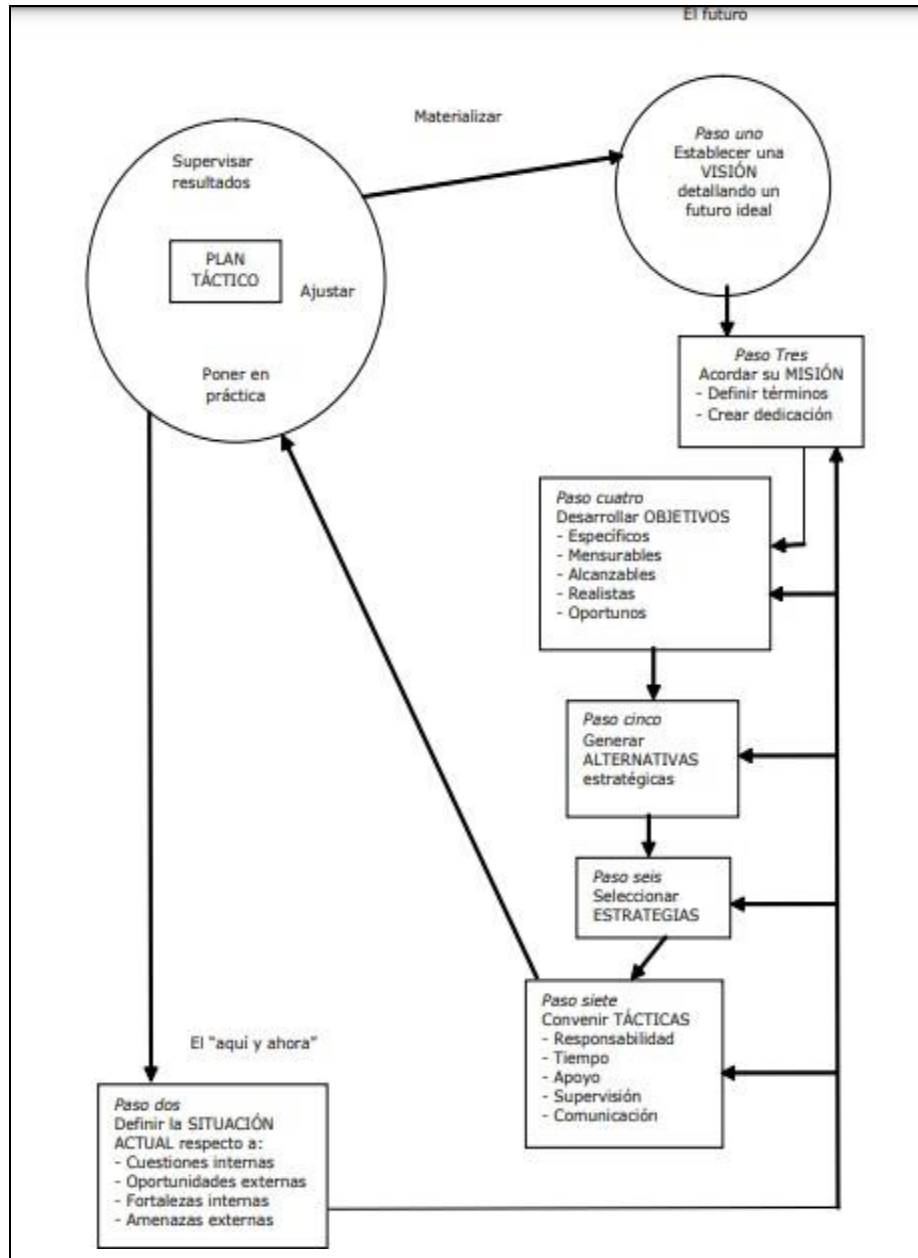 El futuro
Materializar
Supervisar
resultados
PLAN
TÁCTICO
Ajustar
Poner en
práctica
Paso uno
Establecer una
VISIÓN
detallando un
futuro ideal
Paso Tres
Acordar su MISIÓN
- Definir términos
- Crear dedicación
Paso cuatro
Desarrollar OBJETIVOS
- Específicos
- Mensurables
- Alcanzables
- Realistas
- Oportunos
Paso cinco
Generar
ALTERNATIVAS
estratégicas
Paso seis
Seleccionar
ESTRATEGIAS
Paso siete
Convenir TÁCTICAS
- Responsabilidad
- Tiempo
- Apoyo
- Supervisión
- Comunicación
El "aquí y ahora"
Paso dos
Definir la SITUACIÓN
ACTUAL respecto a:
- Cuestiones internas
- Oportunidades externas
- Fortalezas internas
- Amenazas externas